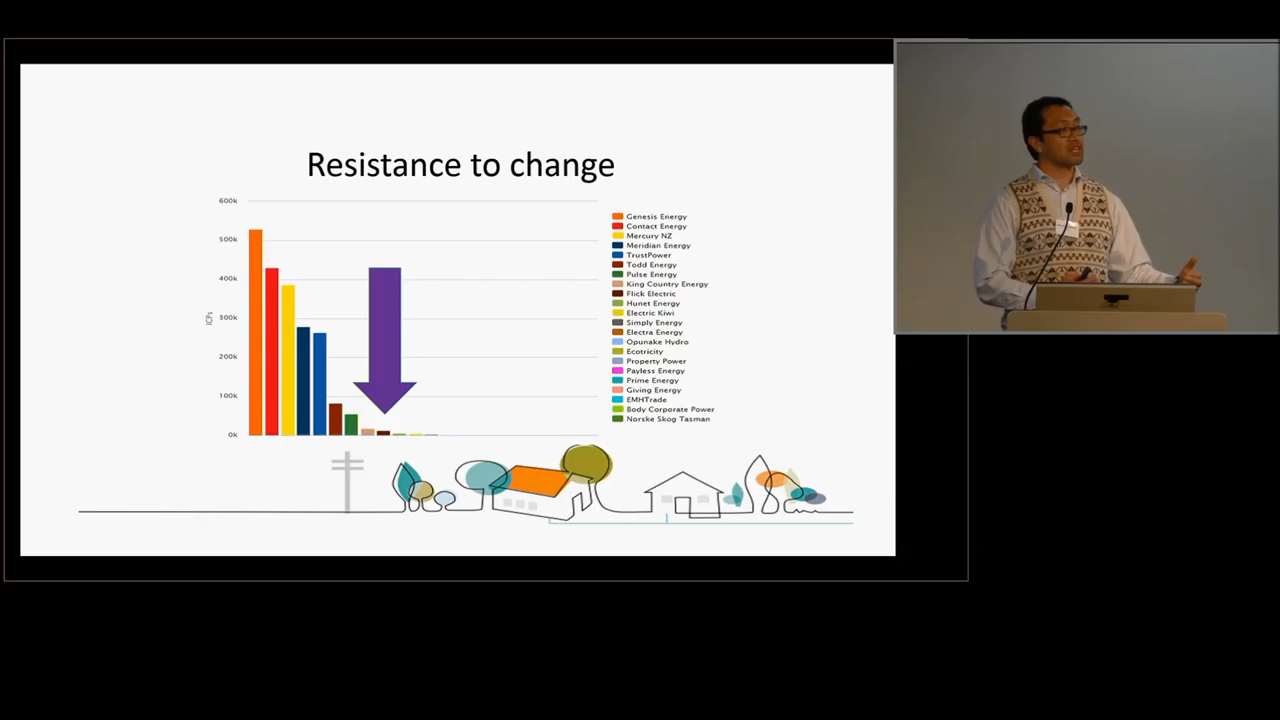 Resistance to change
600k
500k
400k
300k
200k
100k
0k
ICPs
Genesis Energy
Contact Energy
Mercury NZ
Meridian Energy
TrustPower
Todd Energy
Pulse Energy
King Country Energy
Flick Electric
Hunet Energy
Electric Kiwi
Simply Energy
Electra Energy
Opunake Hydro
Ecotricity
Property Power
Payless Energy
Prime Energy
Giving Energy
EMHTrade
Body Corporate Power
Norske Skog Tasman